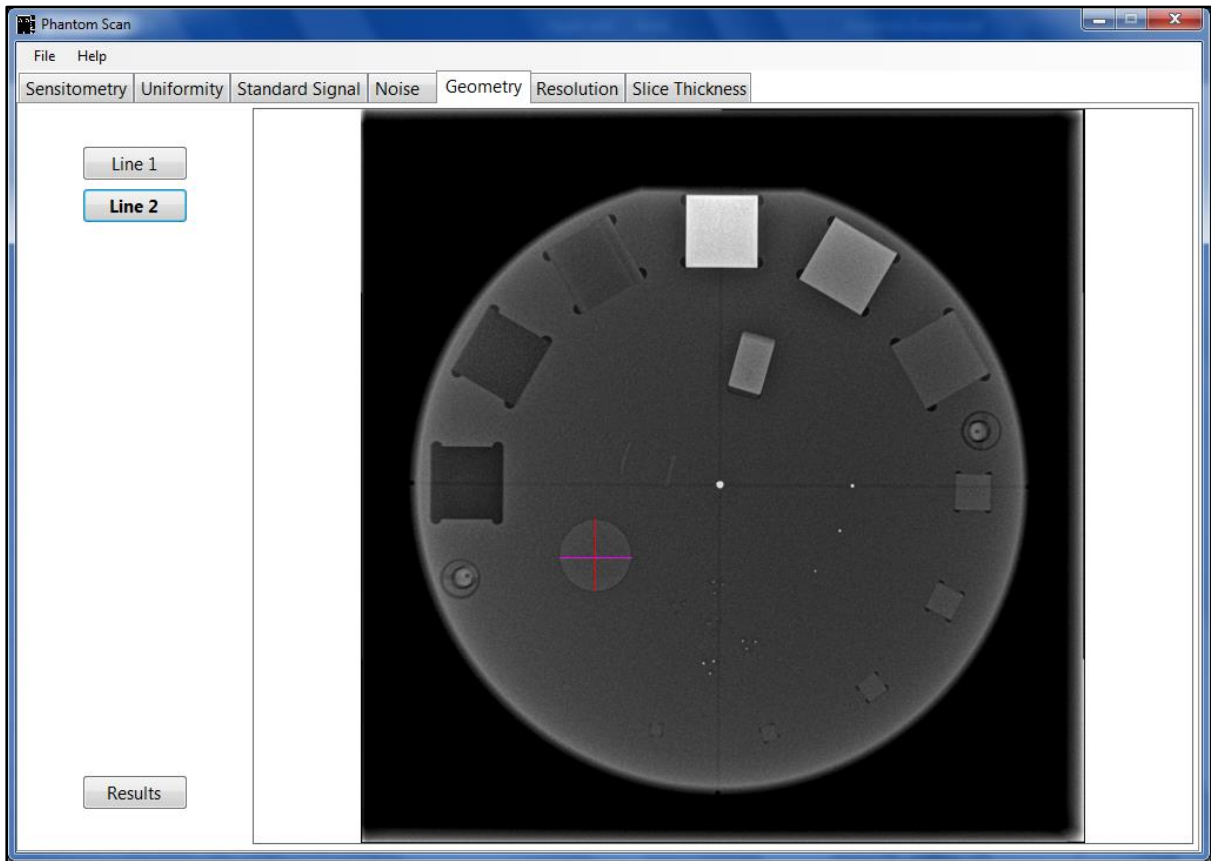 Phantom Scan
File Help
Sensitometry Uniformity Standard Signal Noise Geometry Resolution Slice Thickness
Line 1
Line 2
Results